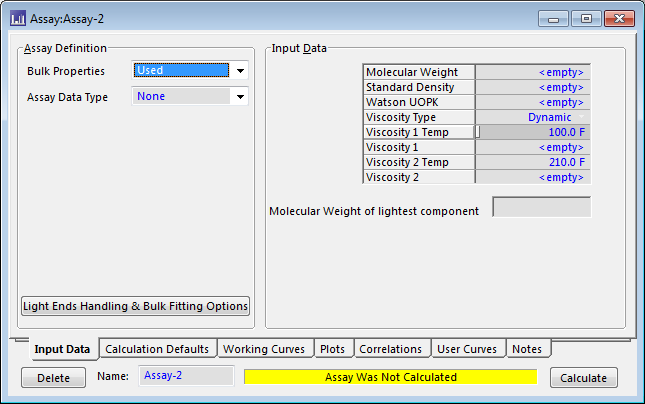 Assay:Assay-2
Assay Definition
Bulk Properties Used
Assay Data Type None
Light Ends Handling & Bulk Fitting Options
Input Data
Molecular Weight <empty>
Standard Density <empty>
Watson UOPK <empty>
Viscosity Type Dynamic
Viscosity 1 Temp 100.0 F
Viscosity 1 <empty>
Viscosity 2 Temp 210.0 F
Viscosity 2 <empty>
Molecular Weight of lightest component
Input Data Calculation Defaults Working Curves Plots Correlations User Curves Notes
Delete Name: Assay-2 Assay Was Not Calculated Calculate